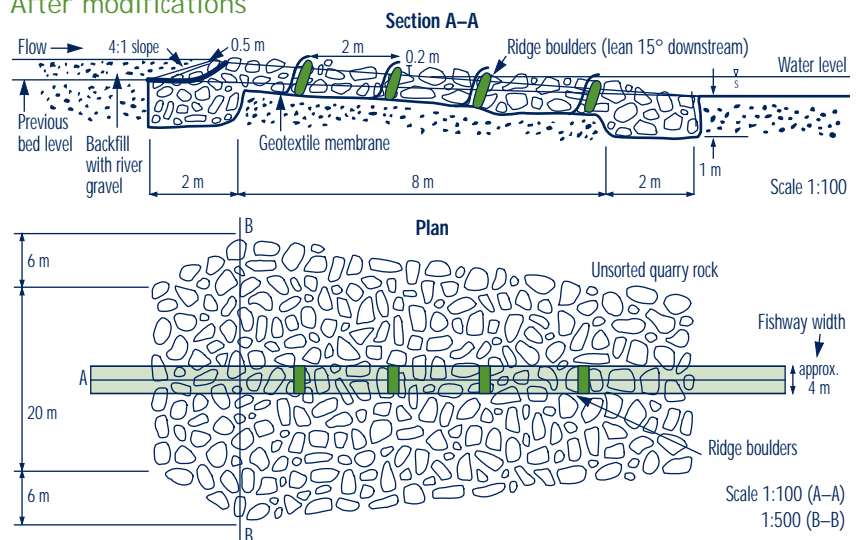 After modifications
Section A–A
Flow
4:1 slope
0.5 m
2 m
0.2 m
Ridge boulders (lean 15° downstream)
Water level
s
Previous
bed level
Backfill
with river
gravel
Geotextile membrane
1 m
2 m
8 m
2 m
Scale 1:100
Plan
B
6 m
Unsorted quarry rock
Fishway width
A
approx.
4 m
20 m
Ridge boulders
6 m
Scale 1:100 (A–A)
1:500 (B–B)
B